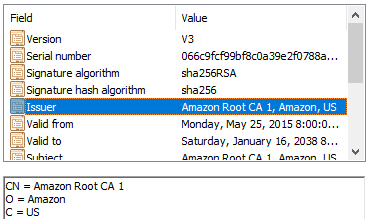 Field Value
Version V3
Serial number 066c9fcf99bf8c0a39e2f0788a...
Signature algorithm sha256RSA
Signature hash algorithm sha256
Issuer Amazon Root CA 1, Amazon, US
Valid from Monday, May 25, 2015 8:00:0...
Valid to Saturday, January 16, 2038 8...
Subject Amazon Root CA 1, Amazon, US
CN = Amazon Root CA 1
O = Amazon
C = US